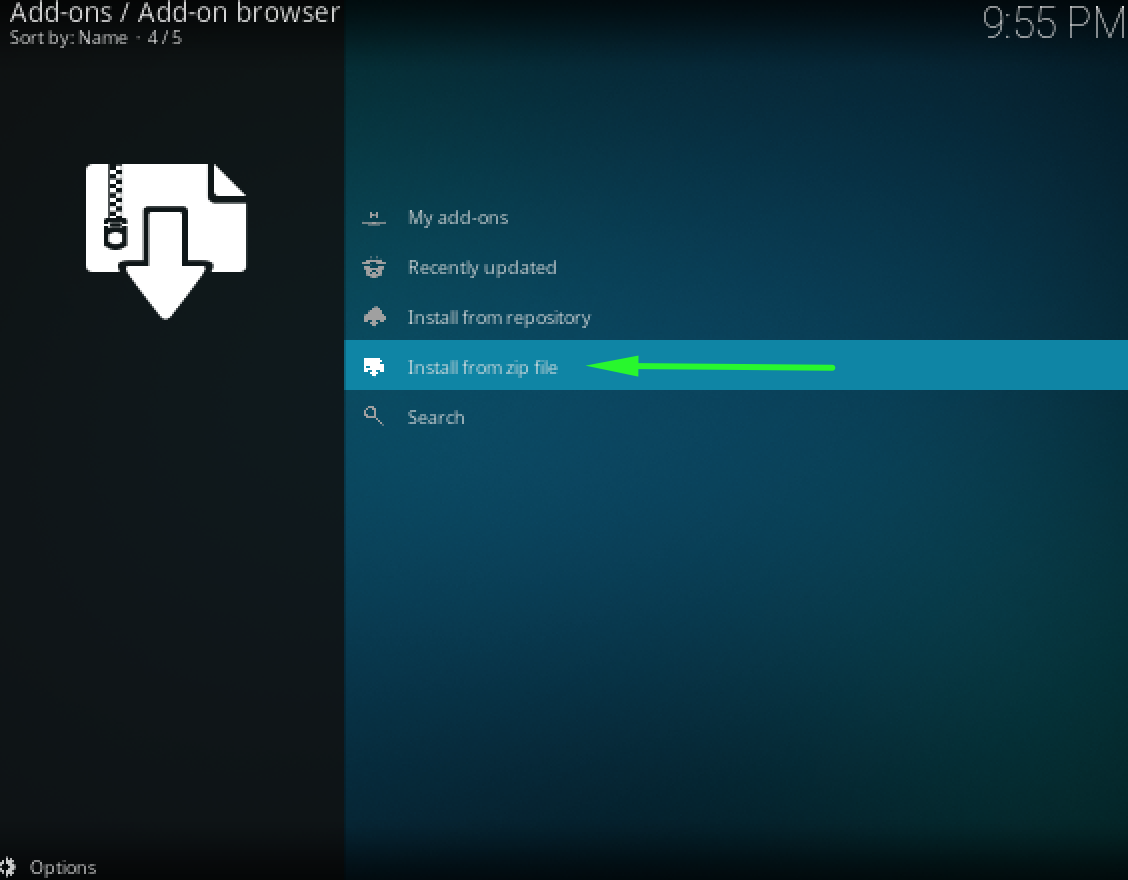 Add-ons / Add-on browser
Sort by: Name · 4 / 5
9:55 PM
My add-ons
Recently updated
Install from repository
Install from zip file
Search
Options